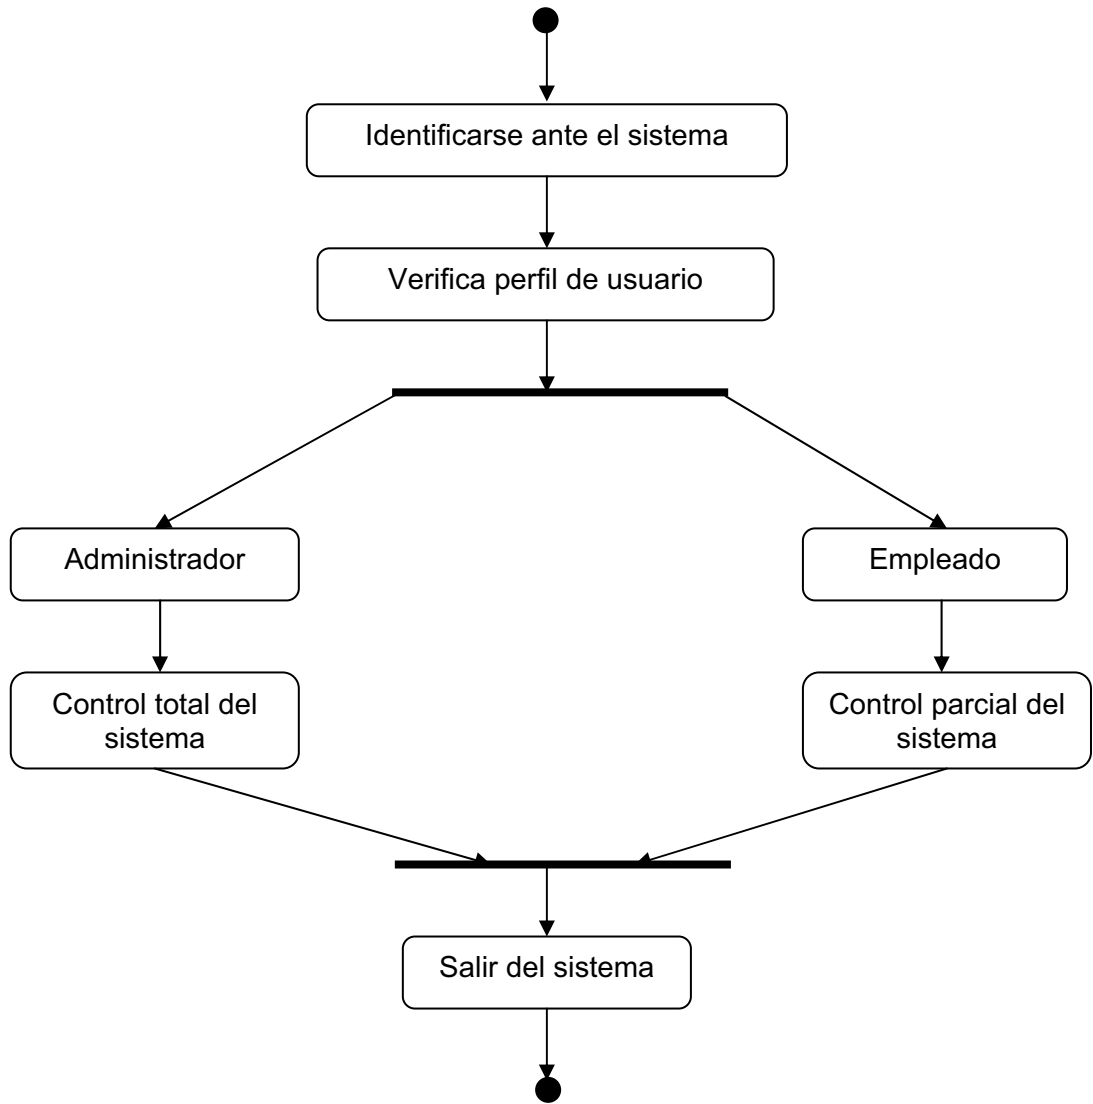 Identificarse ante el sistema
Verifica perfil de usuario
Administrador
Empleado
Control total del
sistema
Control parcial del
sistema
Salir del sistema